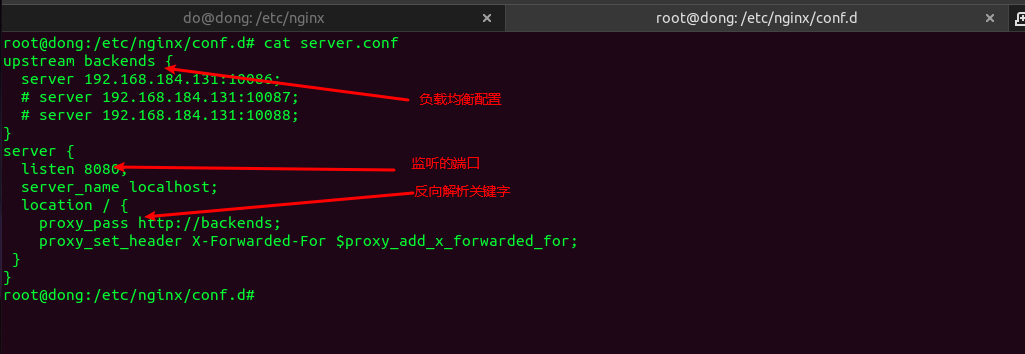 do@dong: /etc/nginx
root@dong: /etc/nginx/conf.d
root@dong:/etc/nginx/conf.d# cat server.conf
upstream backends {
server 192.168.184.131:10086;
# server 192.168.184.131:10087;
负载均衡配置
# server 192.168.184.131:10088;
}
server {
监听的端口
listen 8080;
server_name localhost;
反向解析关键字
location / {
proxy_pass http://backends;
proxy_set_header X-Forwarded-For $proxy_add_x_forwarded_for;
}
}
root@dong:/etc/nginx/conf.d#